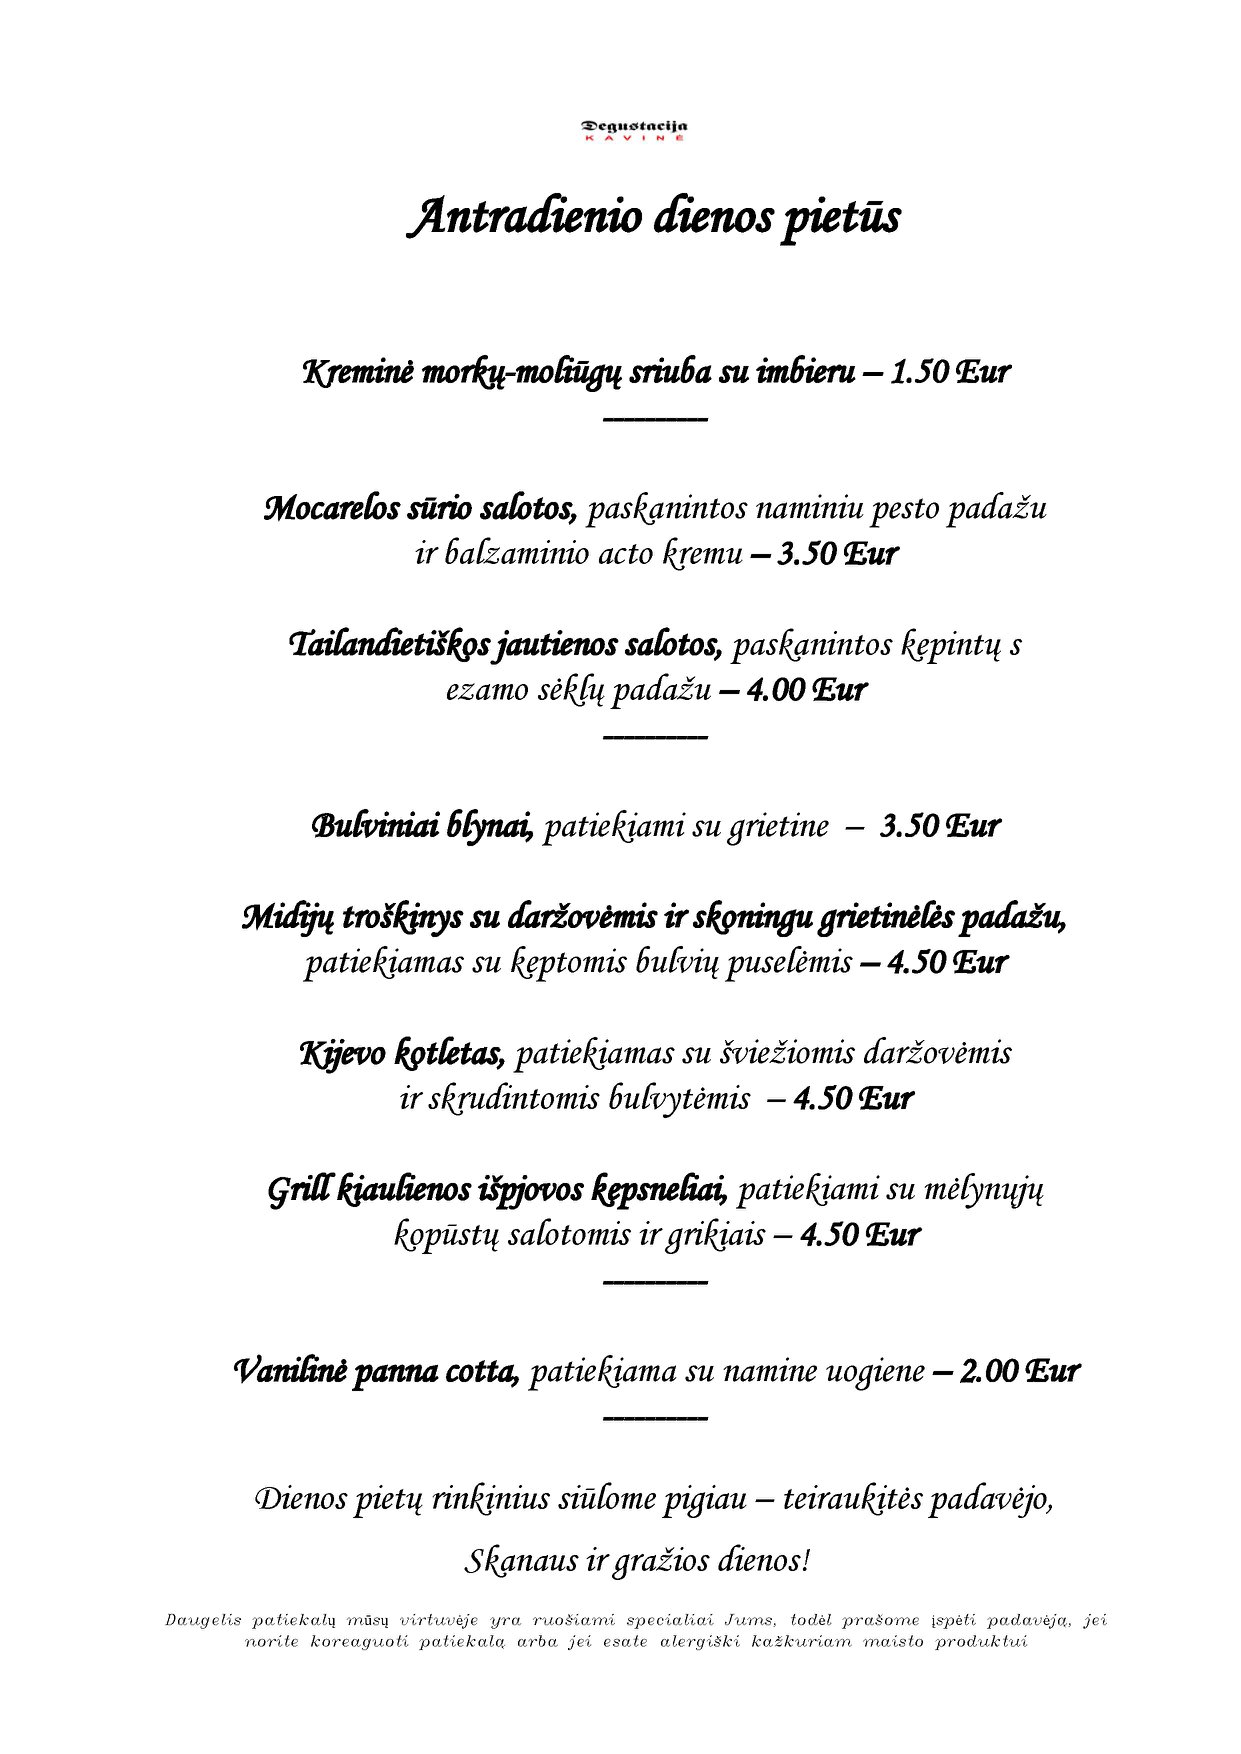 Degustacija
KAVINĖ
Antradienio dienos pietūs
Kreminė morkų-moliūgų sriuba su imbieru – 1.50 Eur
----------
Mocarelos sūrio salotos, paskanintos naminiu pesto padažu
ir balzaminio acto kremu – 3.50 Eur
Tailandietiškos jautienos salotos, paskanintos kepintų s
ezamo sėklų padažu – 4.00 Eur
----------
Bulviniai blynai, patiekiami su grietine – 3.50 Eur
Midijų troškinys su daržovėmis ir skoningu grietinėlės padažu,
patiekiamas su keptomis bulvių puselėmis – 4.50 Eur
Kijevo kotletas, patiekiamas su šviežiomis daržovėmis
ir skrudintomis bulvytėmis – 4.50 Eur
Grill kiaulienos išpjovos kepsneliai, patiekiami su mėlynųjų
kopūstų salotomis ir grikiais – 4.50 Eur
----------
Vanilinė panna cotta, patiekiama su namine uogiene – 2.00 Eur
----------
Dienos pietų rinkinius siūlome pigiau – teiraukitės padavėjo,
Skanaus ir gražios dienos!
Daugelis patiekalų mūsų virtuvėje yra ruošiami specialiai Jums, todėl prašome įspėti padavėją, jei
norite koreaguoti patiekalą arba jei esate alergiški kažkuriam maisto produktui